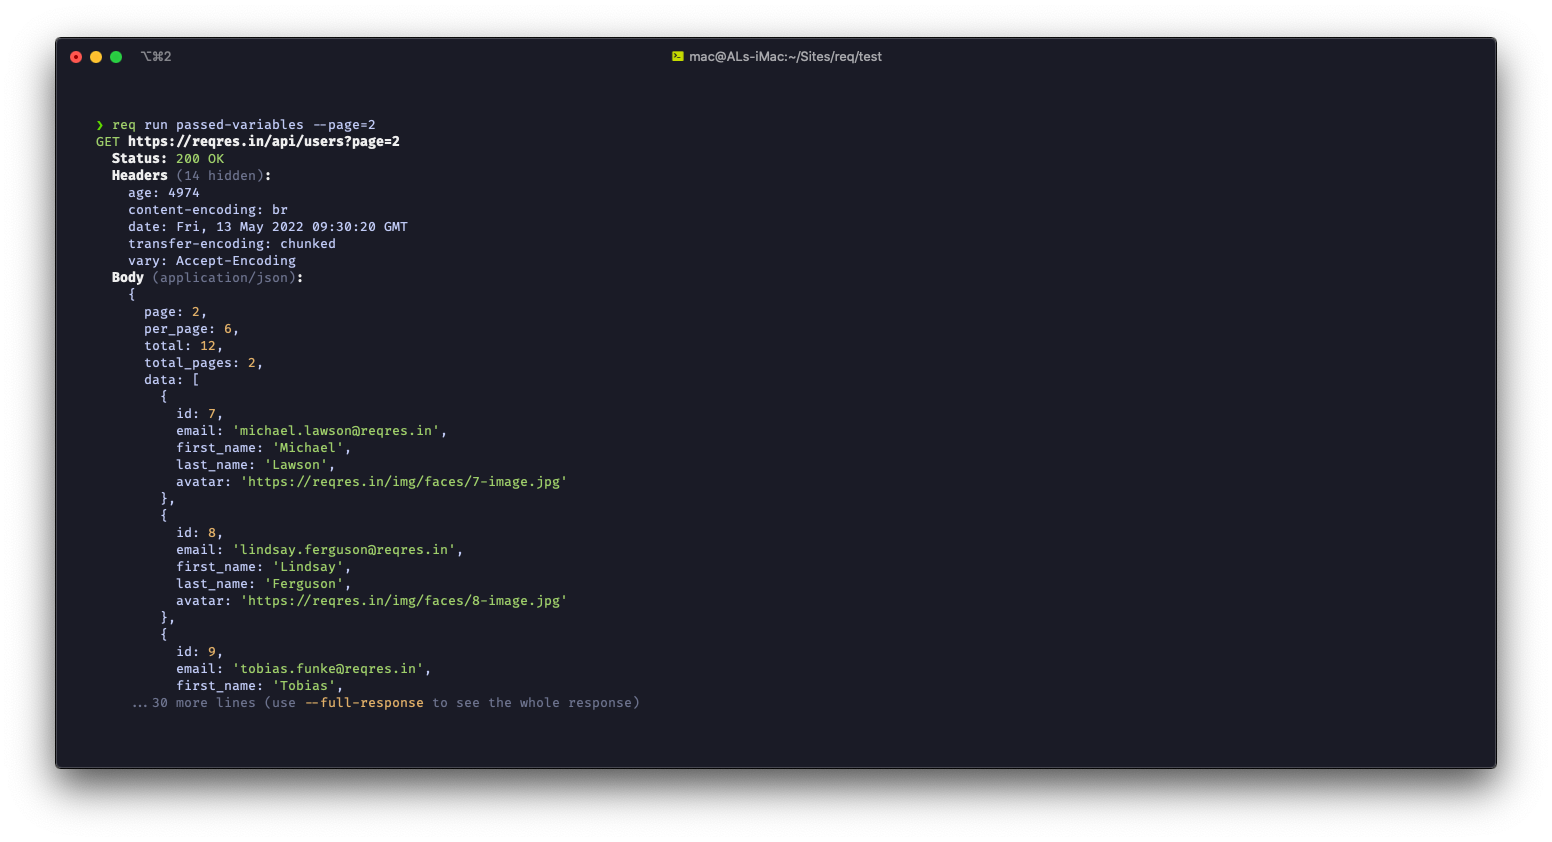 ⌥⌘2
mac@ALs-iMac:~/Sites/req/test
❯ req run passed-variables --page=2
GET https://reqres.in/api/users?page=2
Status: 200 OK
Headers (14 hidden):
age: 4974
content-encoding: br
date: Fri, 13 May 2022 09:30:20 GMT
transfer-encoding: chunked
vary: Accept-Encoding
Body (application/json):
{
page: 2,
per_page: 6,
total: 12,
total_pages: 2,
data: [
{
id: 7,
email: 'michael.lawson@reqres.in',
first_name: 'Michael',
last_name: 'Lawson',
avatar: 'https://reqres.in/img/faces/7-image.jpg'
},
{
id: 8,
email: 'lindsay.ferguson@reqres.in',
first_name: 'Lindsay',
last_name: 'Ferguson',
avatar: 'https://reqres.in/img/faces/8-image.jpg'
},
{
id: 9,
email: 'tobias.funke@reqres.in',
first_name: 'Tobias',
...30 more lines (use --full-response to see the whole response)